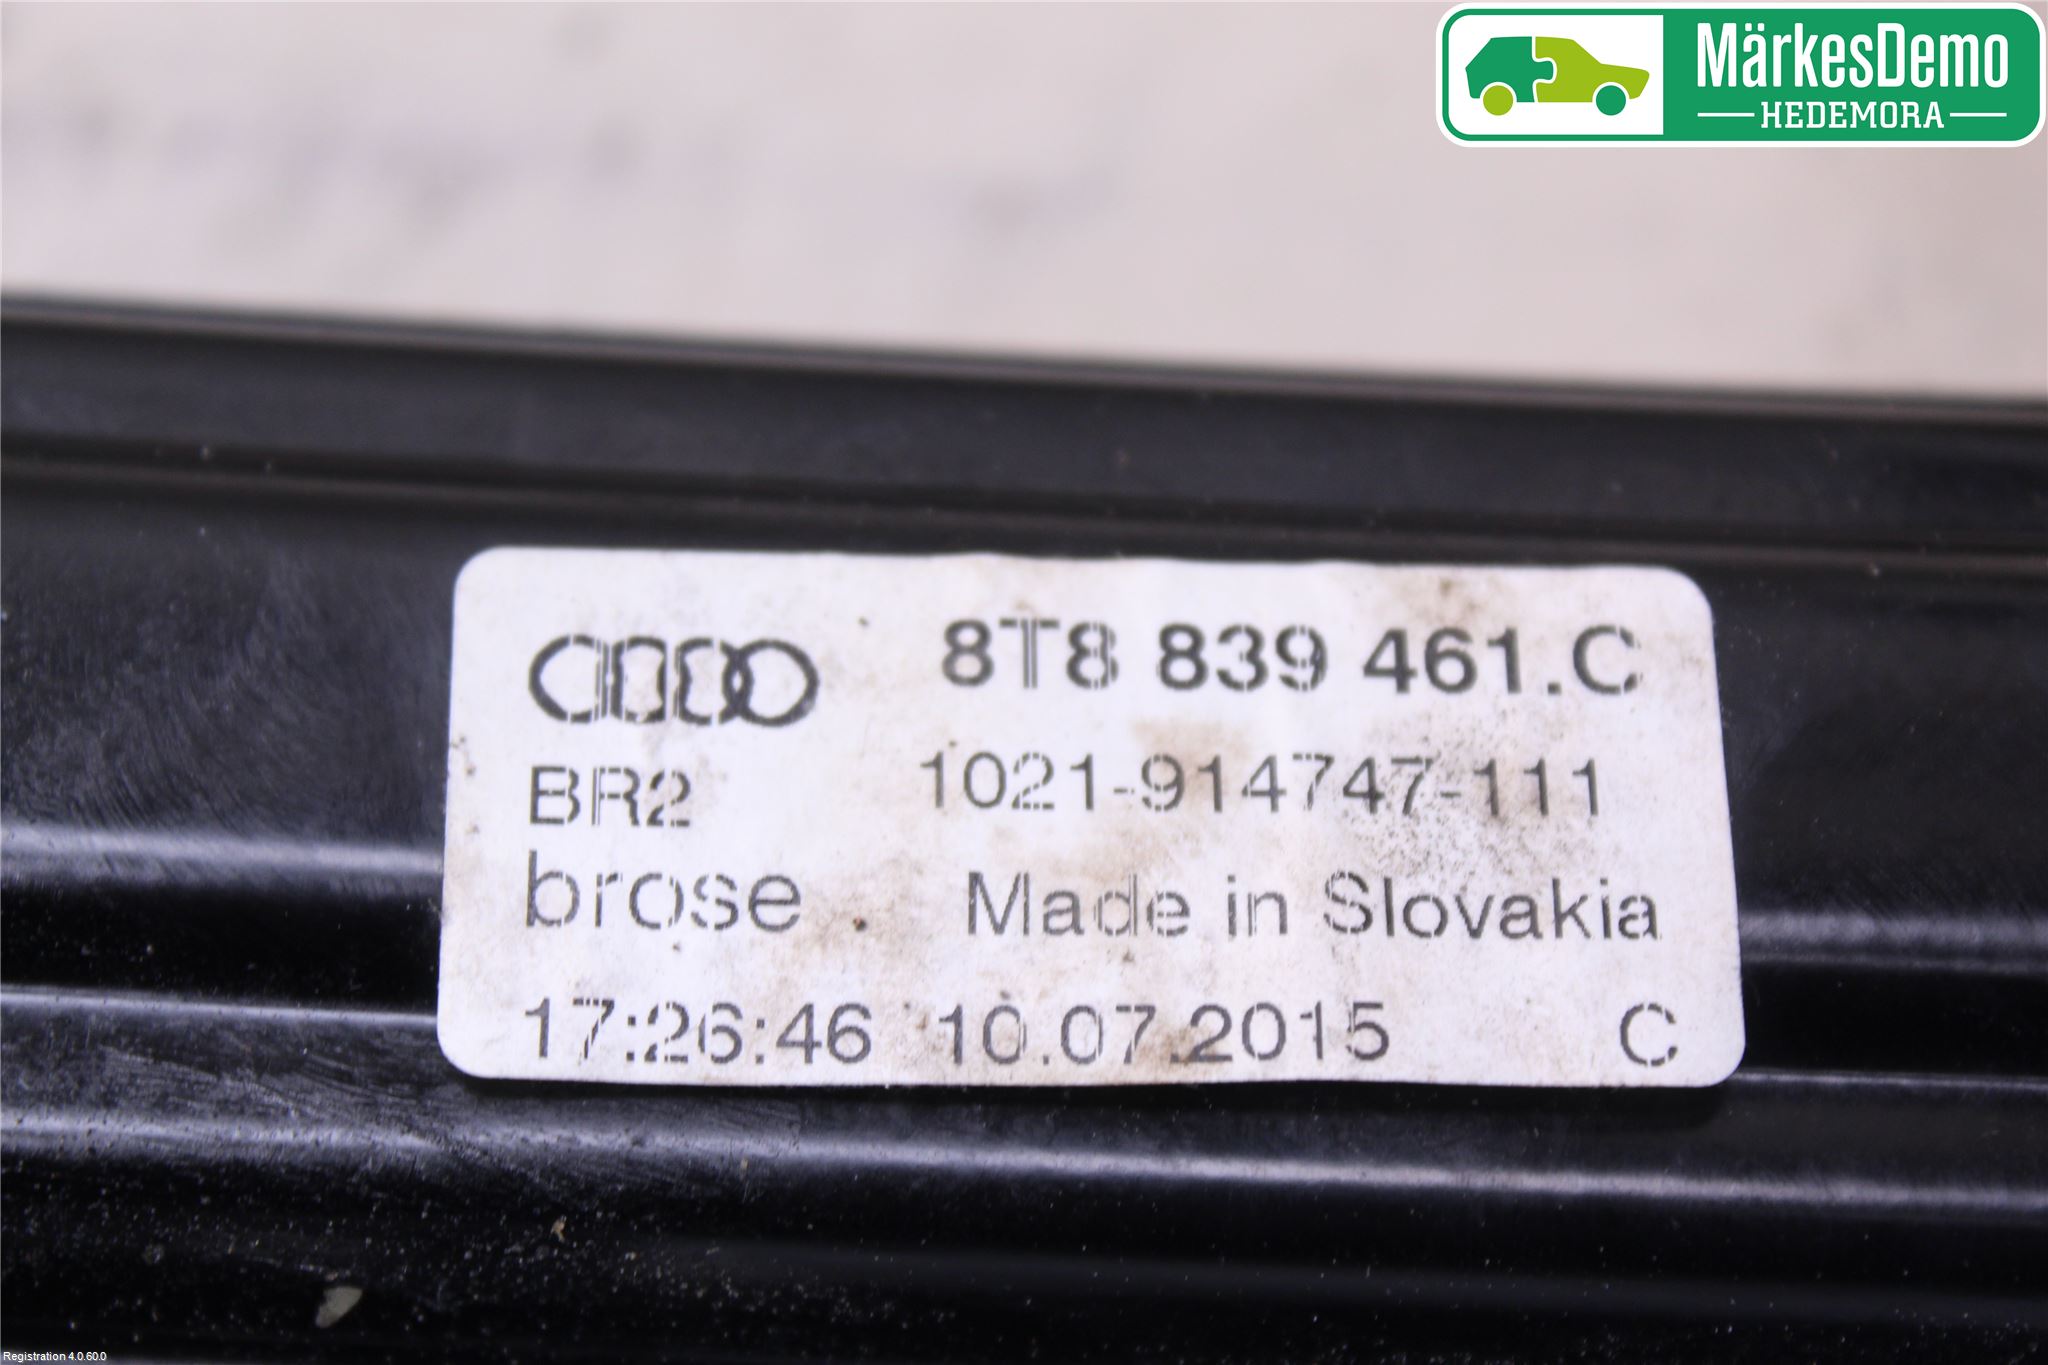 MärkesDemo
HEDEMORA
8T8 839 461.C
BR2 1021-914747-111
brose Made in Slovakia
17:26:46 10.07.2015 C
Registration 4.0.60.0